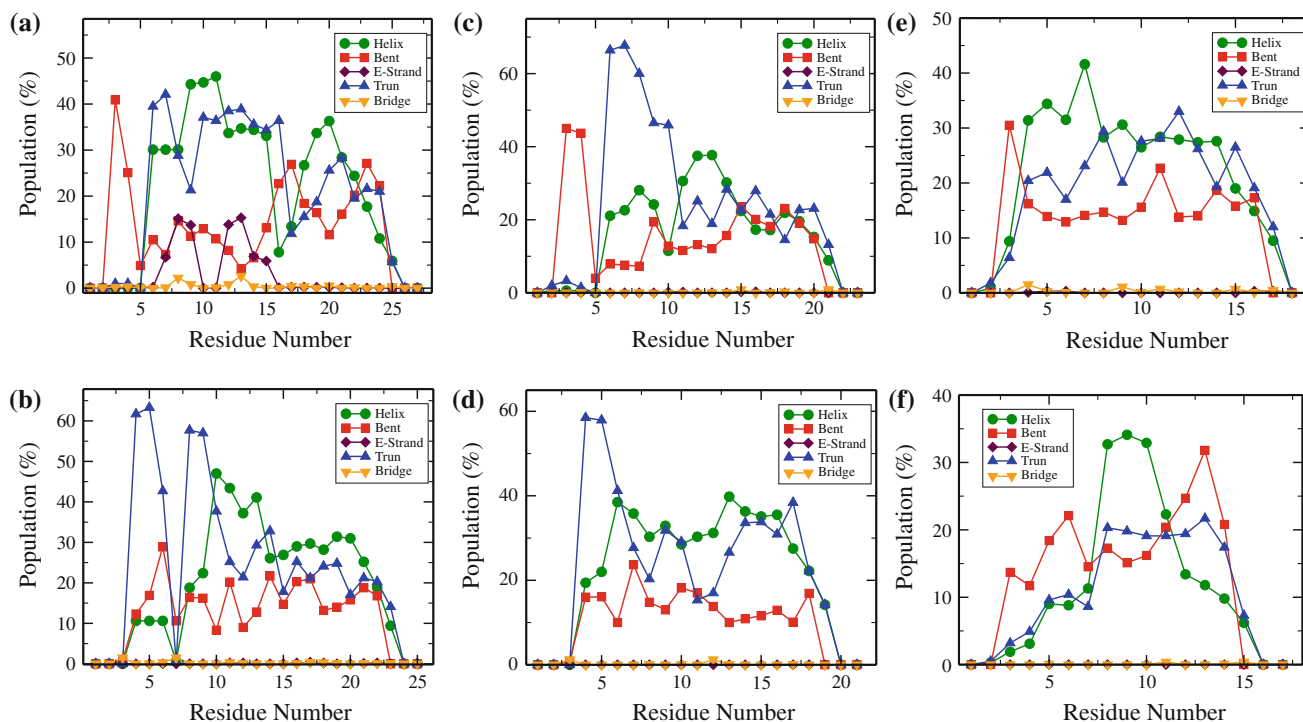 (a)
Population (%)
50
40
30
20
10
0
5
10
15
20
25
Residue Number
Helix
Bent
E-Strand
Trun
Bridge
(c)
Population (%)
60
40
20
0
5
10
15
20
Residue Number
Helix
Bent
E-Strand
Trun
Bridge
(e)
Population (%)
50
40
30
20
10
0
5
10
15
Residue Number
Helix
Bent
E-Strand
Trun
Bridge
(b)
Population (%)
60
50
40
30
20
10
0
5
10
15
20
25
Residue Number
Helix
Bent
E-Strand
Trun
Bridge
(d)
Population (%)
60
40
20
0
5
10
15
20
Residue Number
Helix
Bent
E-Strand
Trun
Bridge
(f)
Population (%)
40
30
20
10
0
5
10
15
Residue Number
Helix
Bent
E-Strand
Trun
Bridge